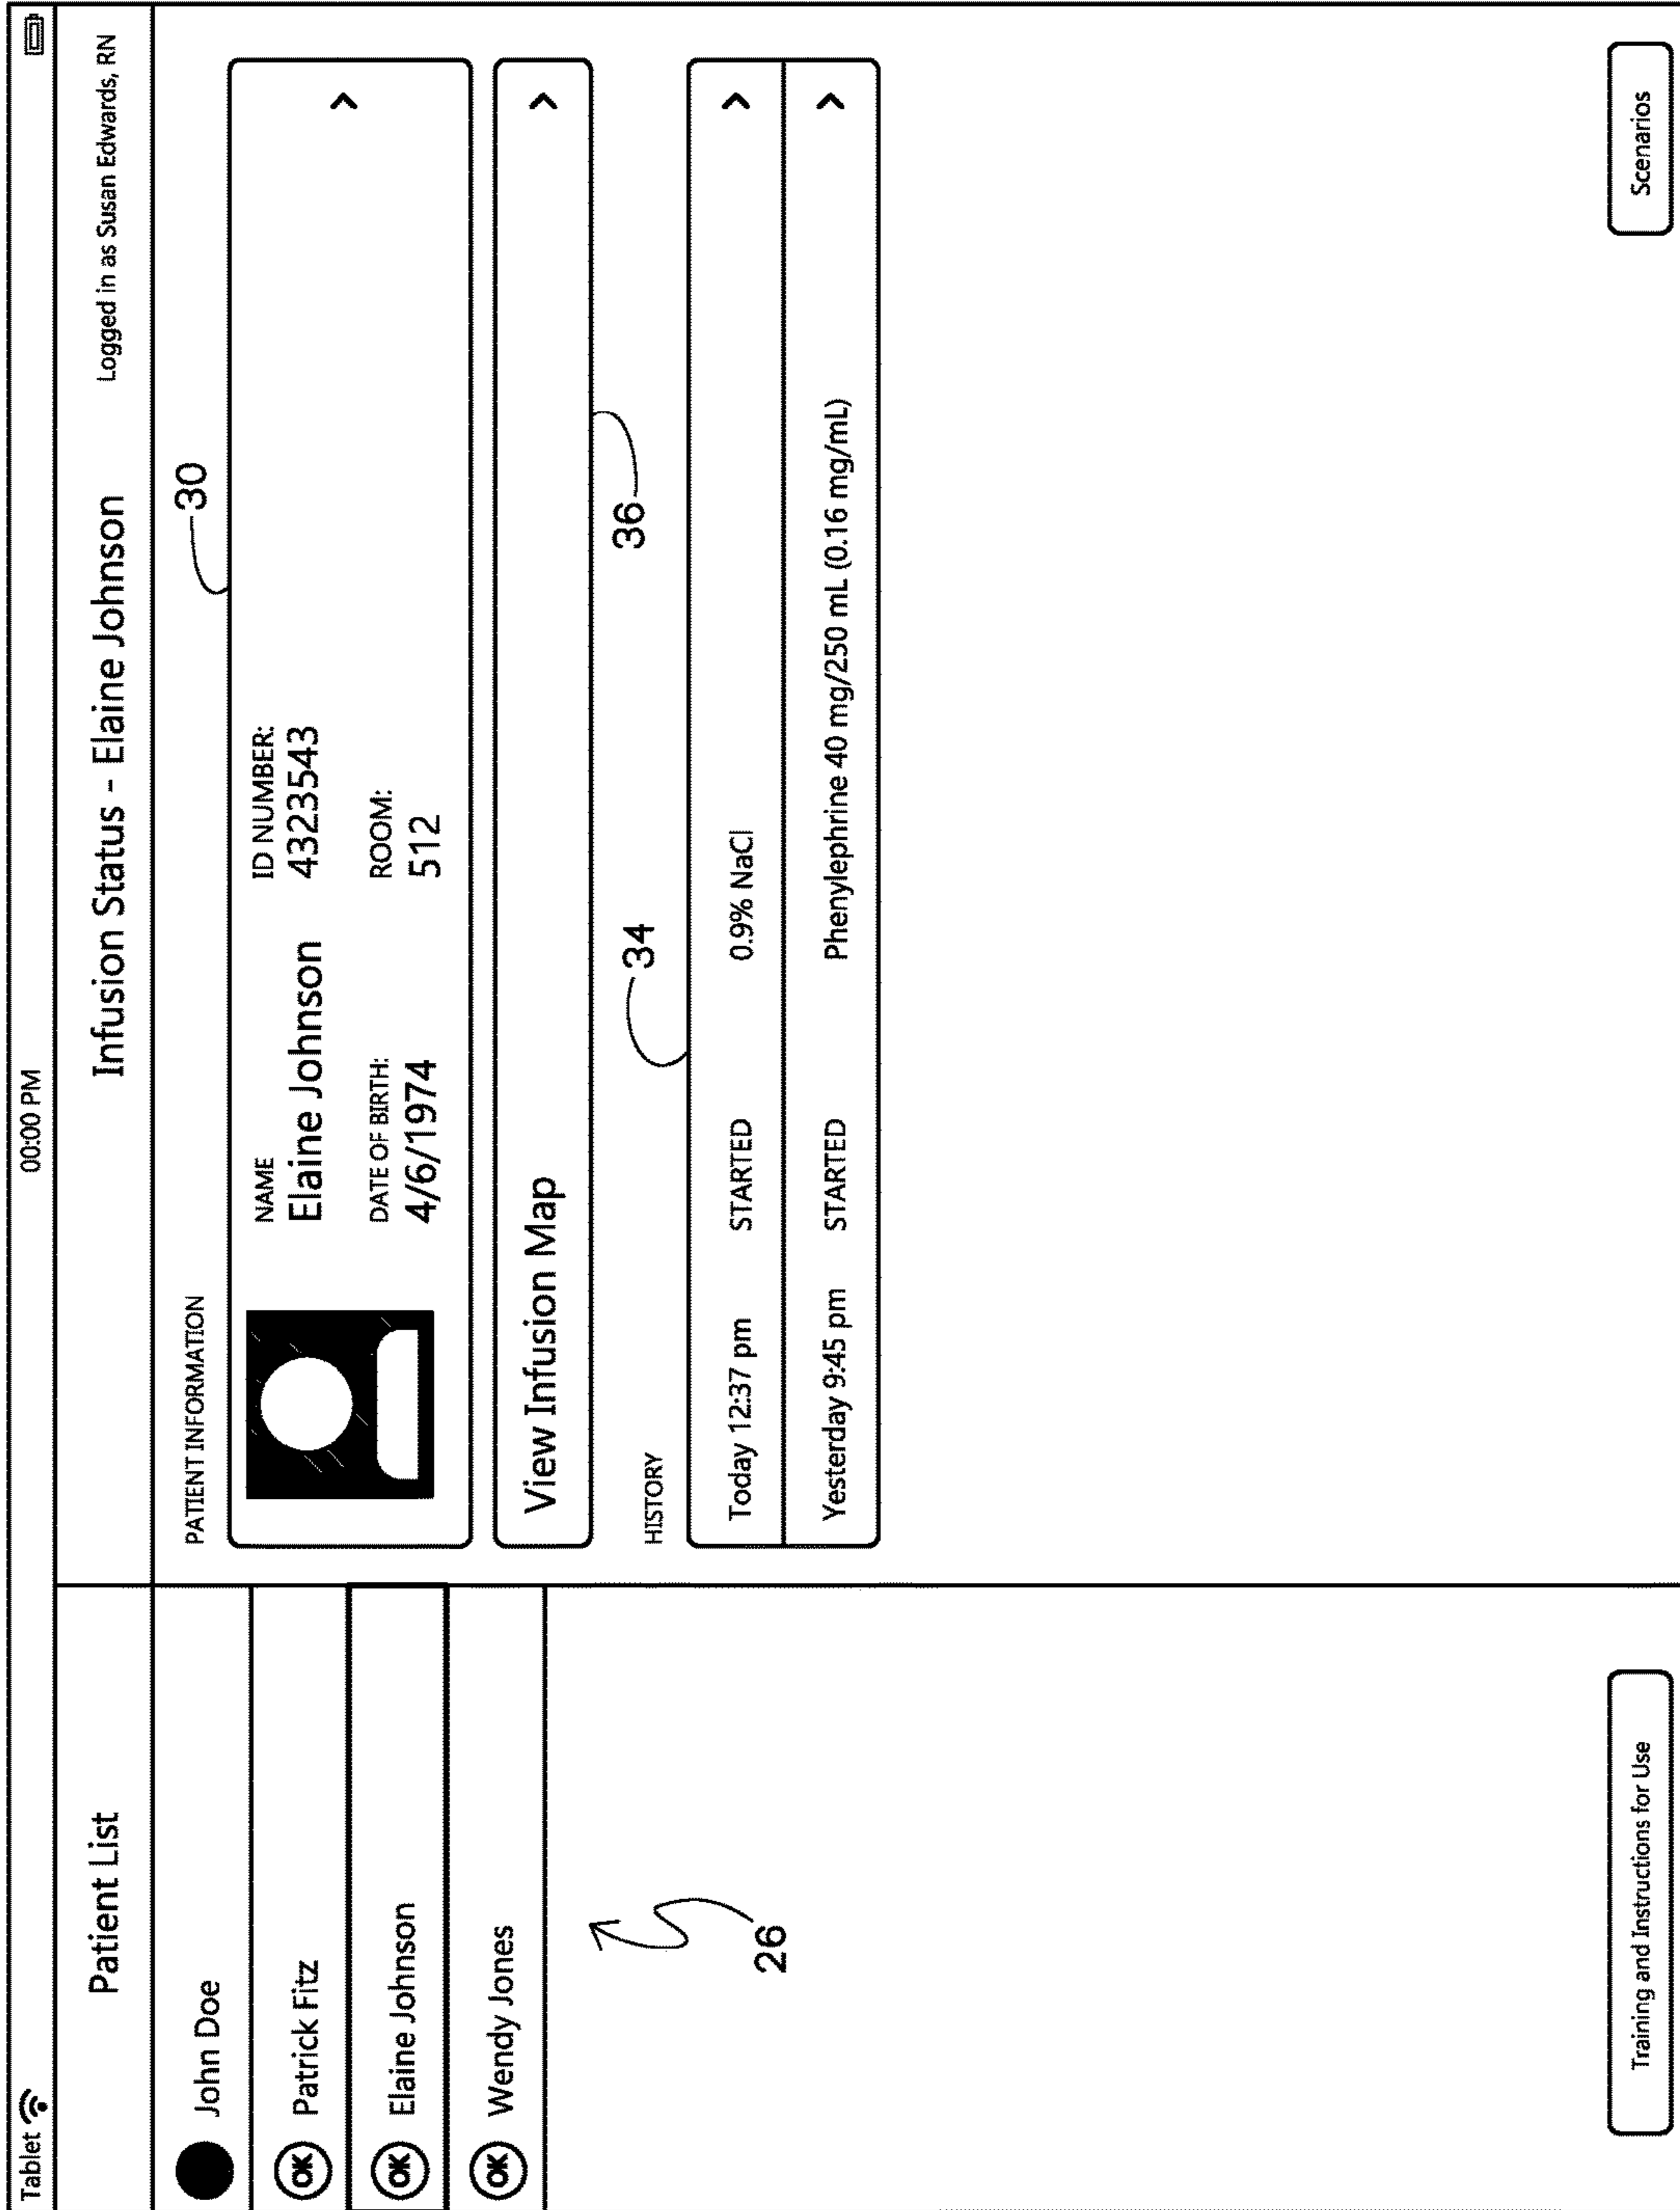 Tablet 00:00 PM
Patient List
Infusion Status - Elaine Johnson
Logged in as Susan Edwards, RN
John Doe
OK Patrick Fitz
OK Elaine Johnson
OK Wendy Jones
26
Training and Instructions for Use
PATIENT INFORMATION
30
NAME
Elaine Johnson
ID NUMBER:
4323543
DATE OF BIRTH:
4/6/1974
ROOM:
512
View Infusion Map
36
HISTORY
34
Today 12:37 pm STARTED 0.9% NaCl
Yesterday 9:45 pm STARTED Phenylephrine 40 mg/250 mL (0.16 mg/mL)
Scenarios